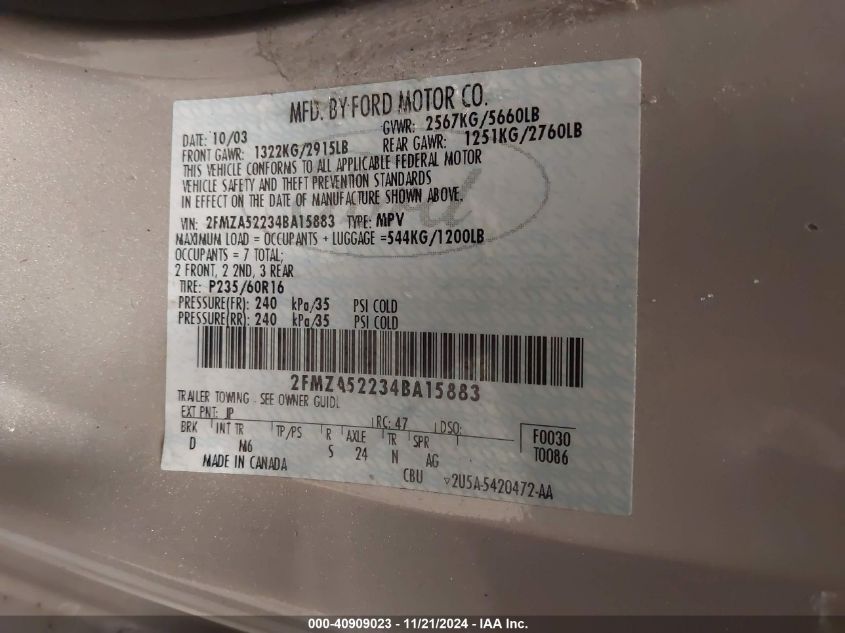 MFD. BY FORD MOTOR CO.
DATE: 10/03 GVWR: 2567KG/5660LB
FRONT GAWR: 1322KG/2915LB REAR GAWR: 1251KG/2760LB
THIS VEHICLE CONFORMS TO ALL APPLICABLE FEDERAL MOTOR
VEHICLE SAFETY AND THEFT PREVENTION STANDARDS
IN EFFECT ON THE DATE OF MANUFACTURE SHOWN ABOVE.
VIN: 2FMZA52234BA15883 TYPE: MPV
MAXIMUM LOAD = OCCUPANTS + LUGGAGE =544KG/1200LB
OCCUPANTS = 7 TOTAL;
2 FRONT, 2 2ND, 3 REAR
TIRE: P235/60R16
PRESSURE(FR): 240 kPa/35 PSI COLD
PRESSURE(RR): 240 kPa/35 PSI COLD
2FMZA52234BA15883
TRAILER TOWING - SEE OWNER GUIDE
EXT PNT: JP RC: 47 DSO: F0030
BRK INT TR TP/PS R AXLE TR SPR T0086
D M6 S 24 N AG
MADE IN CANADA CBU ▽2U5A-5420472-AA
000-40909023 - 11/21/2024 - IAA Inc.